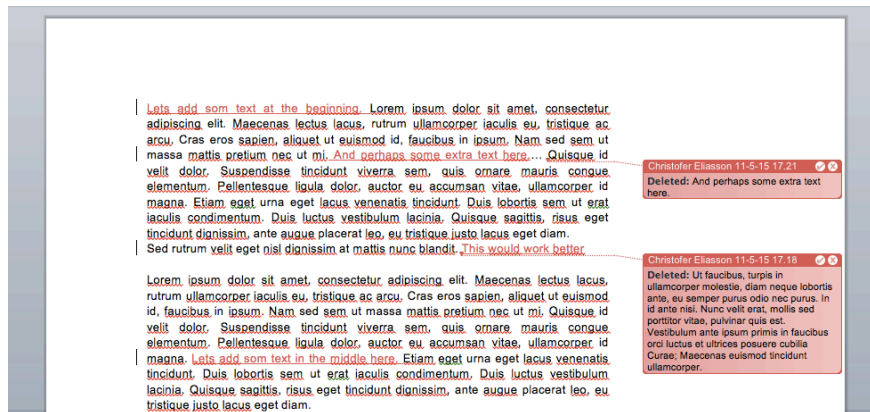 Lets add som text at the beginning. Lorem ipsum dolor sit amet, consectetur
adipiscing elit. Maecenas lectus lacus, rutrum ullamcorper iaculis eu, tristique ac
arcu. Cras eros sapien, aliquet ut euismod id, faucibus in ipsum. Nam sed sem ut
massa mattis pretium nec ut mi. And perhaps some extra text here.... Quisque id
velit dolor. Suspendisse tincidunt viverra sem, quis ornare mauris congue
elementum. Pellentesque ligula dolor, auctor eu accumsan vitae, ullamcorper id
magna. Etiam eget urna eget lacus venenatis tincidunt. Duis lobortis sem ut erat
iaculis condimentum. Duis luctus vestibulum lacinia. Quisque sagittis, risus eget
tincidunt dignissim, ante augue placerat leo, eu tristique justo lacus eget diam.
Sed rutrum velit eget nisl dignissim at mattis nunc blandit. This would work better
Lorem ipsum dolor sit amet, consectetur adipiscing elit. Maecenas lectus lacus,
rutrum ullamcorper iaculis eu, tristique ac arcu. Cras eros sapien, aliquet ut euismod
id, faucibus in ipsum. Nam sed sem ut massa mattis pretium nec ut mi. Quisque id
velit dolor. Suspendisse tincidunt viverra sem, quis ornare mauris congue
elementum. Pellentesque ligula dolor, auctor eu accumsan vitae, ullamcorper id
magna. Lets add som text in the middle here. Etiam eget urna eget lacus venenatis
tincidunt. Duis lobortis sem ut erat iaculis condimentum. Duis luctus vestibulum
lacinia. Quisque sagittis, risus eget tincidunt dignissim, ante augue placerat leo, eu
tristique justo lacus eget diam.
Christofer Eliasson 11-5-15 17.21
Deleted: And perhaps some extra text
here.
Christofer Eliasson 11-5-15 17.18
Deleted: Ut faucibus, turpis in
ullamcorper molestie, diam neque lobortis
ante, eu semper purus odio nec purus. In
id ante nisi. Nunc velit erat, mollis sed
porttitor vitae, pulvinar quis est.
Vestibulum ante ipsum primis in faucibus
orci luctus et ultrices posuere cubilia
Curae; Maecenas euismod tincidunt
ullamcorper.